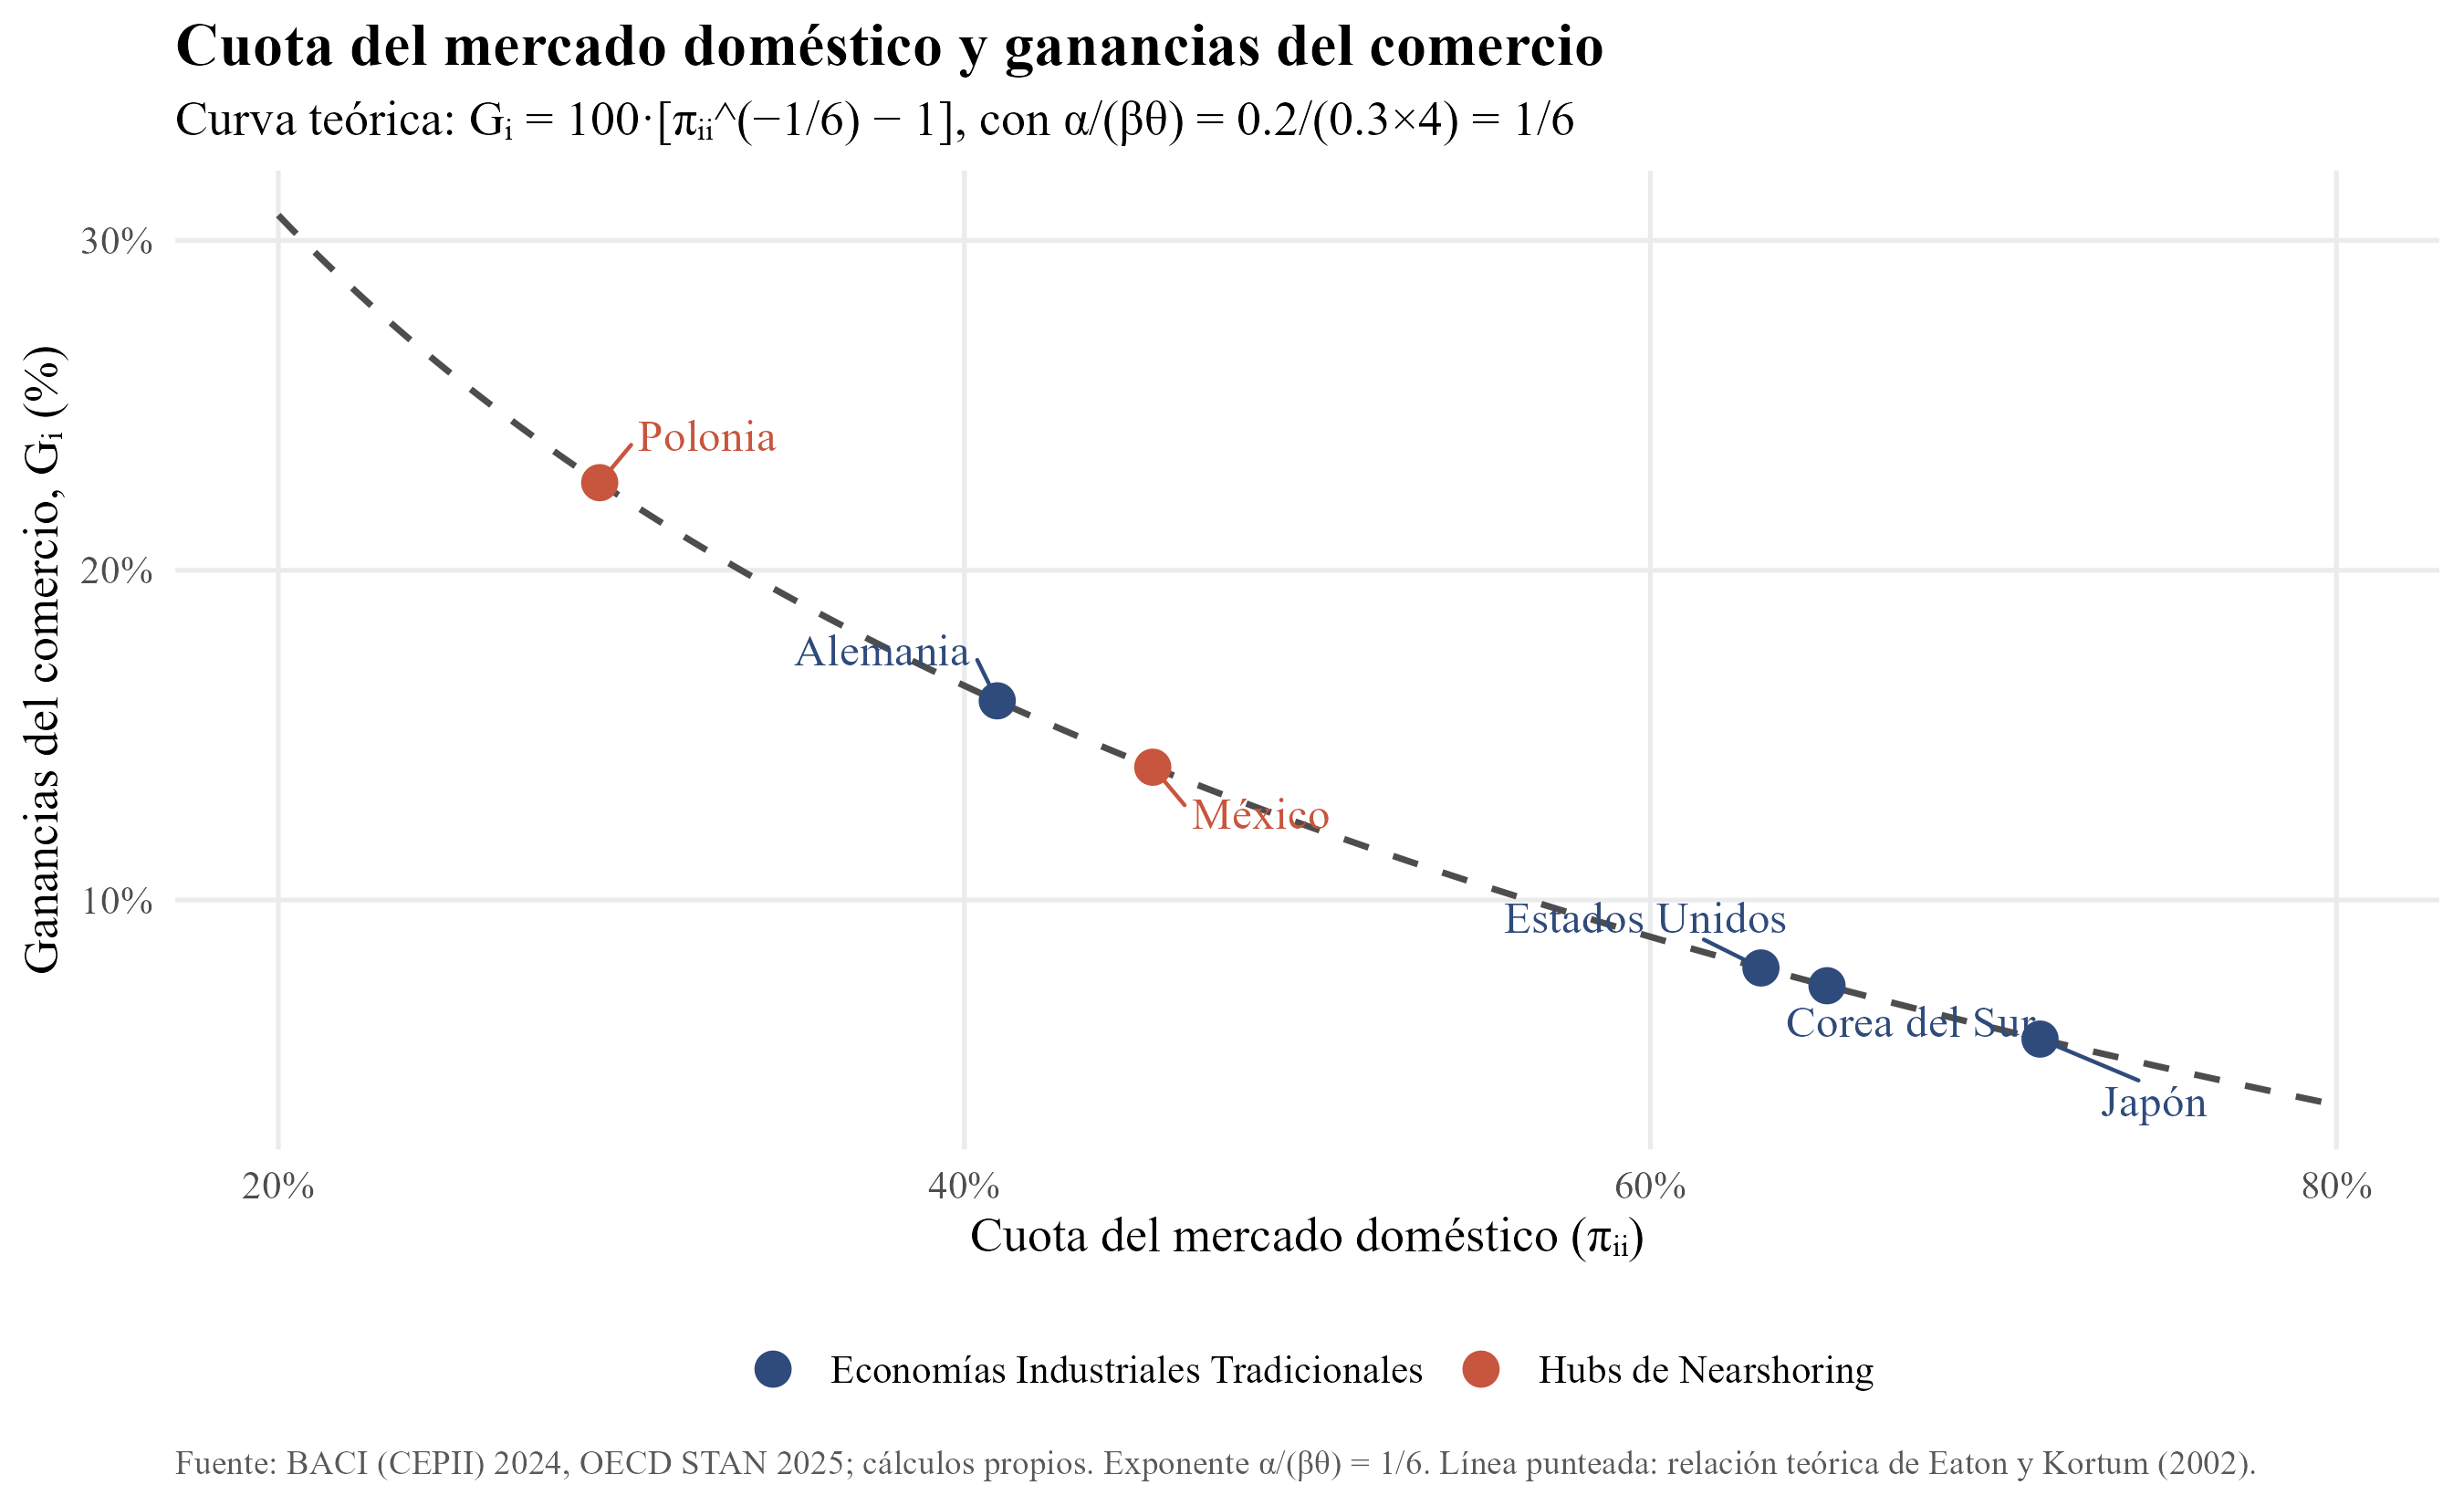 Cuota del mercado doméstico y ganancias del comercio
Curva teórica: Gᵢ = 100·[πᵢᵢ^(−1/6) − 1], con α/(βθ) = 0.2/(0.3×4) = 1/6
Ganancias del comercio, Gᵢ (%)
30%
20%
10%
Polonia
Alemania
México
Estados Unidos
Corea del Sur
Japón
20%
40%
60%
80%
Cuota del mercado doméstico (πᵢᵢ)
Economías Industriales Tradicionales
Hubs de Nearshoring
Fuente: BACI (CEPII) 2024, OECD STAN 2025; cálculos propios. Exponente α/(βθ) = 1/6. Línea punteada: relación teórica de Eaton y Kortum (2002).